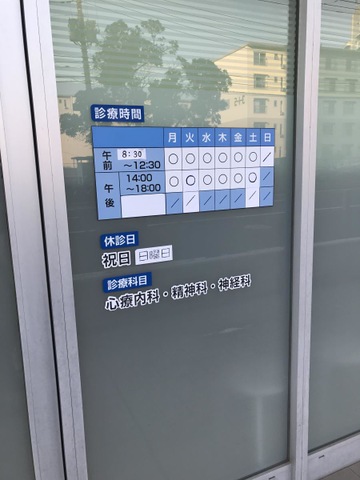 診療時間
月 火 水 木 金 土 日
午前 8:30~12:30 ○ ○ ○ ○ ○ ○ /
午後 14:00~18:00 ○ ○ ○ ○ ○ ○ /
/ / / / / / /
休診日
祝日 日曜日
診療科目
心療内科・精神科・神経科